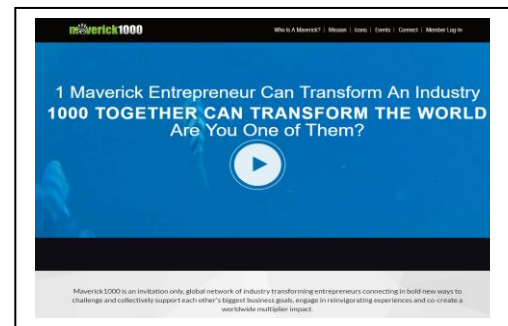 maverick1000
Who Is A Maverick? | Mission | Icons | Events | Connect | Member Log-In
1 Maverick Entrepreneur Can Transform An Industry
1000 TOGETHER CAN TRANSFORM THE WORLD
Are You One of Them?
Maverick1000 is an invitation only, global network of industry transforming entrepreneurs connecting in bold new ways to
challenge and collectively support each other's biggest business goals, engage in reinvigorating experiences and co-create a
worldwide multiplier impact.